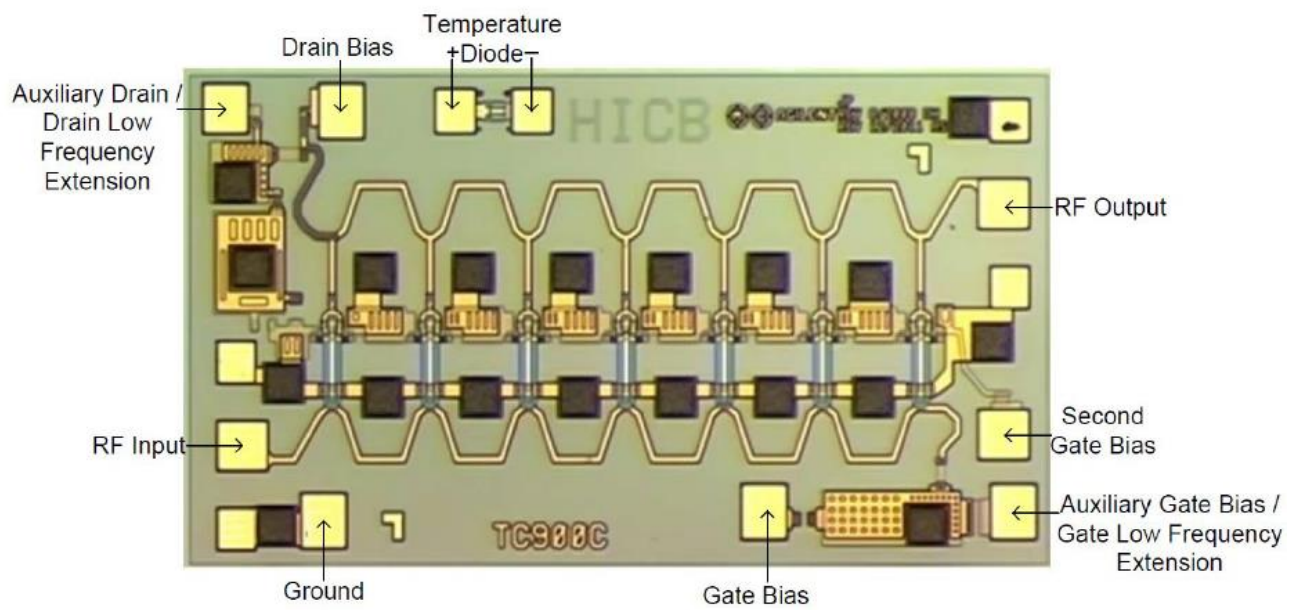 Temperature
+Diode−
Drain Bias
Auxiliary Drain /
Drain Low
Frequency
Extension
HICB
RF Output
RF Input
Second
Gate Bias
Auxiliary Gate Bias /
Gate Low Frequency
Extension
TC900C
Ground
Gate Bias